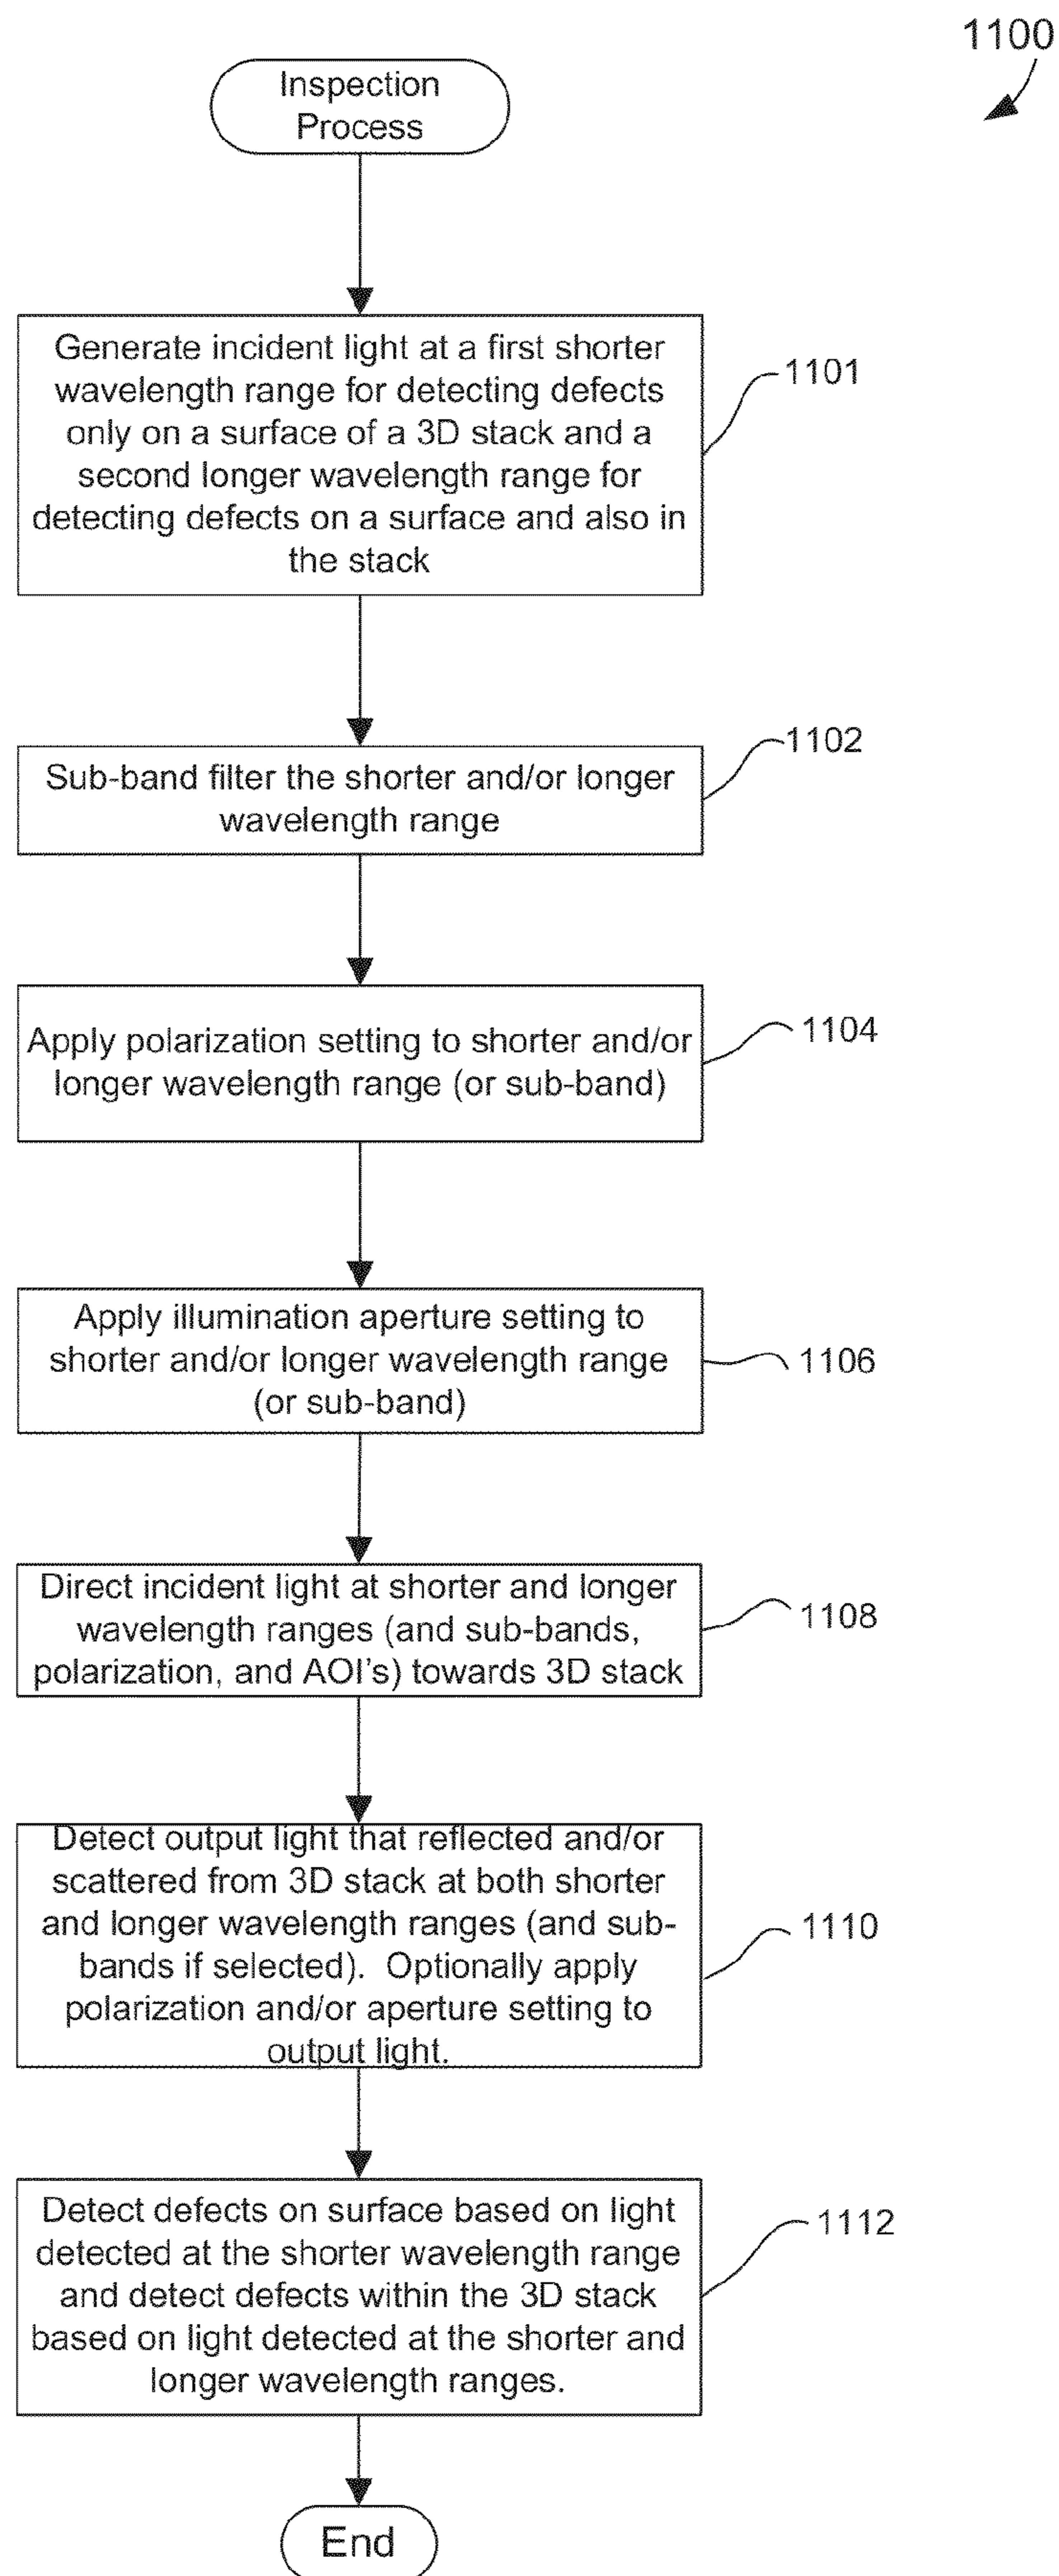 1100
Inspection
Process
Generate incident light at a first shorter
wavelength range for detecting defects
only on a surface of a 3D stack and a
second longer wavelength range for
detecting defects on a surface and also in
the stack
1101
Sub-band filter the shorter and/or longer
wavelength range
1102
Apply polarization setting to shorter and/or
longer wavelength range (or sub-band)
1104
Apply illumination aperture setting to
shorter and/or longer wavelength range
(or sub-band)
1106
Direct incident light at shorter and longer
wavelength ranges (and sub-bands,
polarization, and AOI's) towards 3D stack
1108
Detect output light that reflected and/or
scattered from 3D stack at both shorter
and longer wavelength ranges (and sub-
bands if selected).  Optionally apply
polarization and/or aperture setting to
output light.
1110
Detect defects on surface based on light
detected at the shorter wavelength range
and detect defects within the 3D stack
based on light detected at the shorter and
longer wavelength ranges.
1112
End